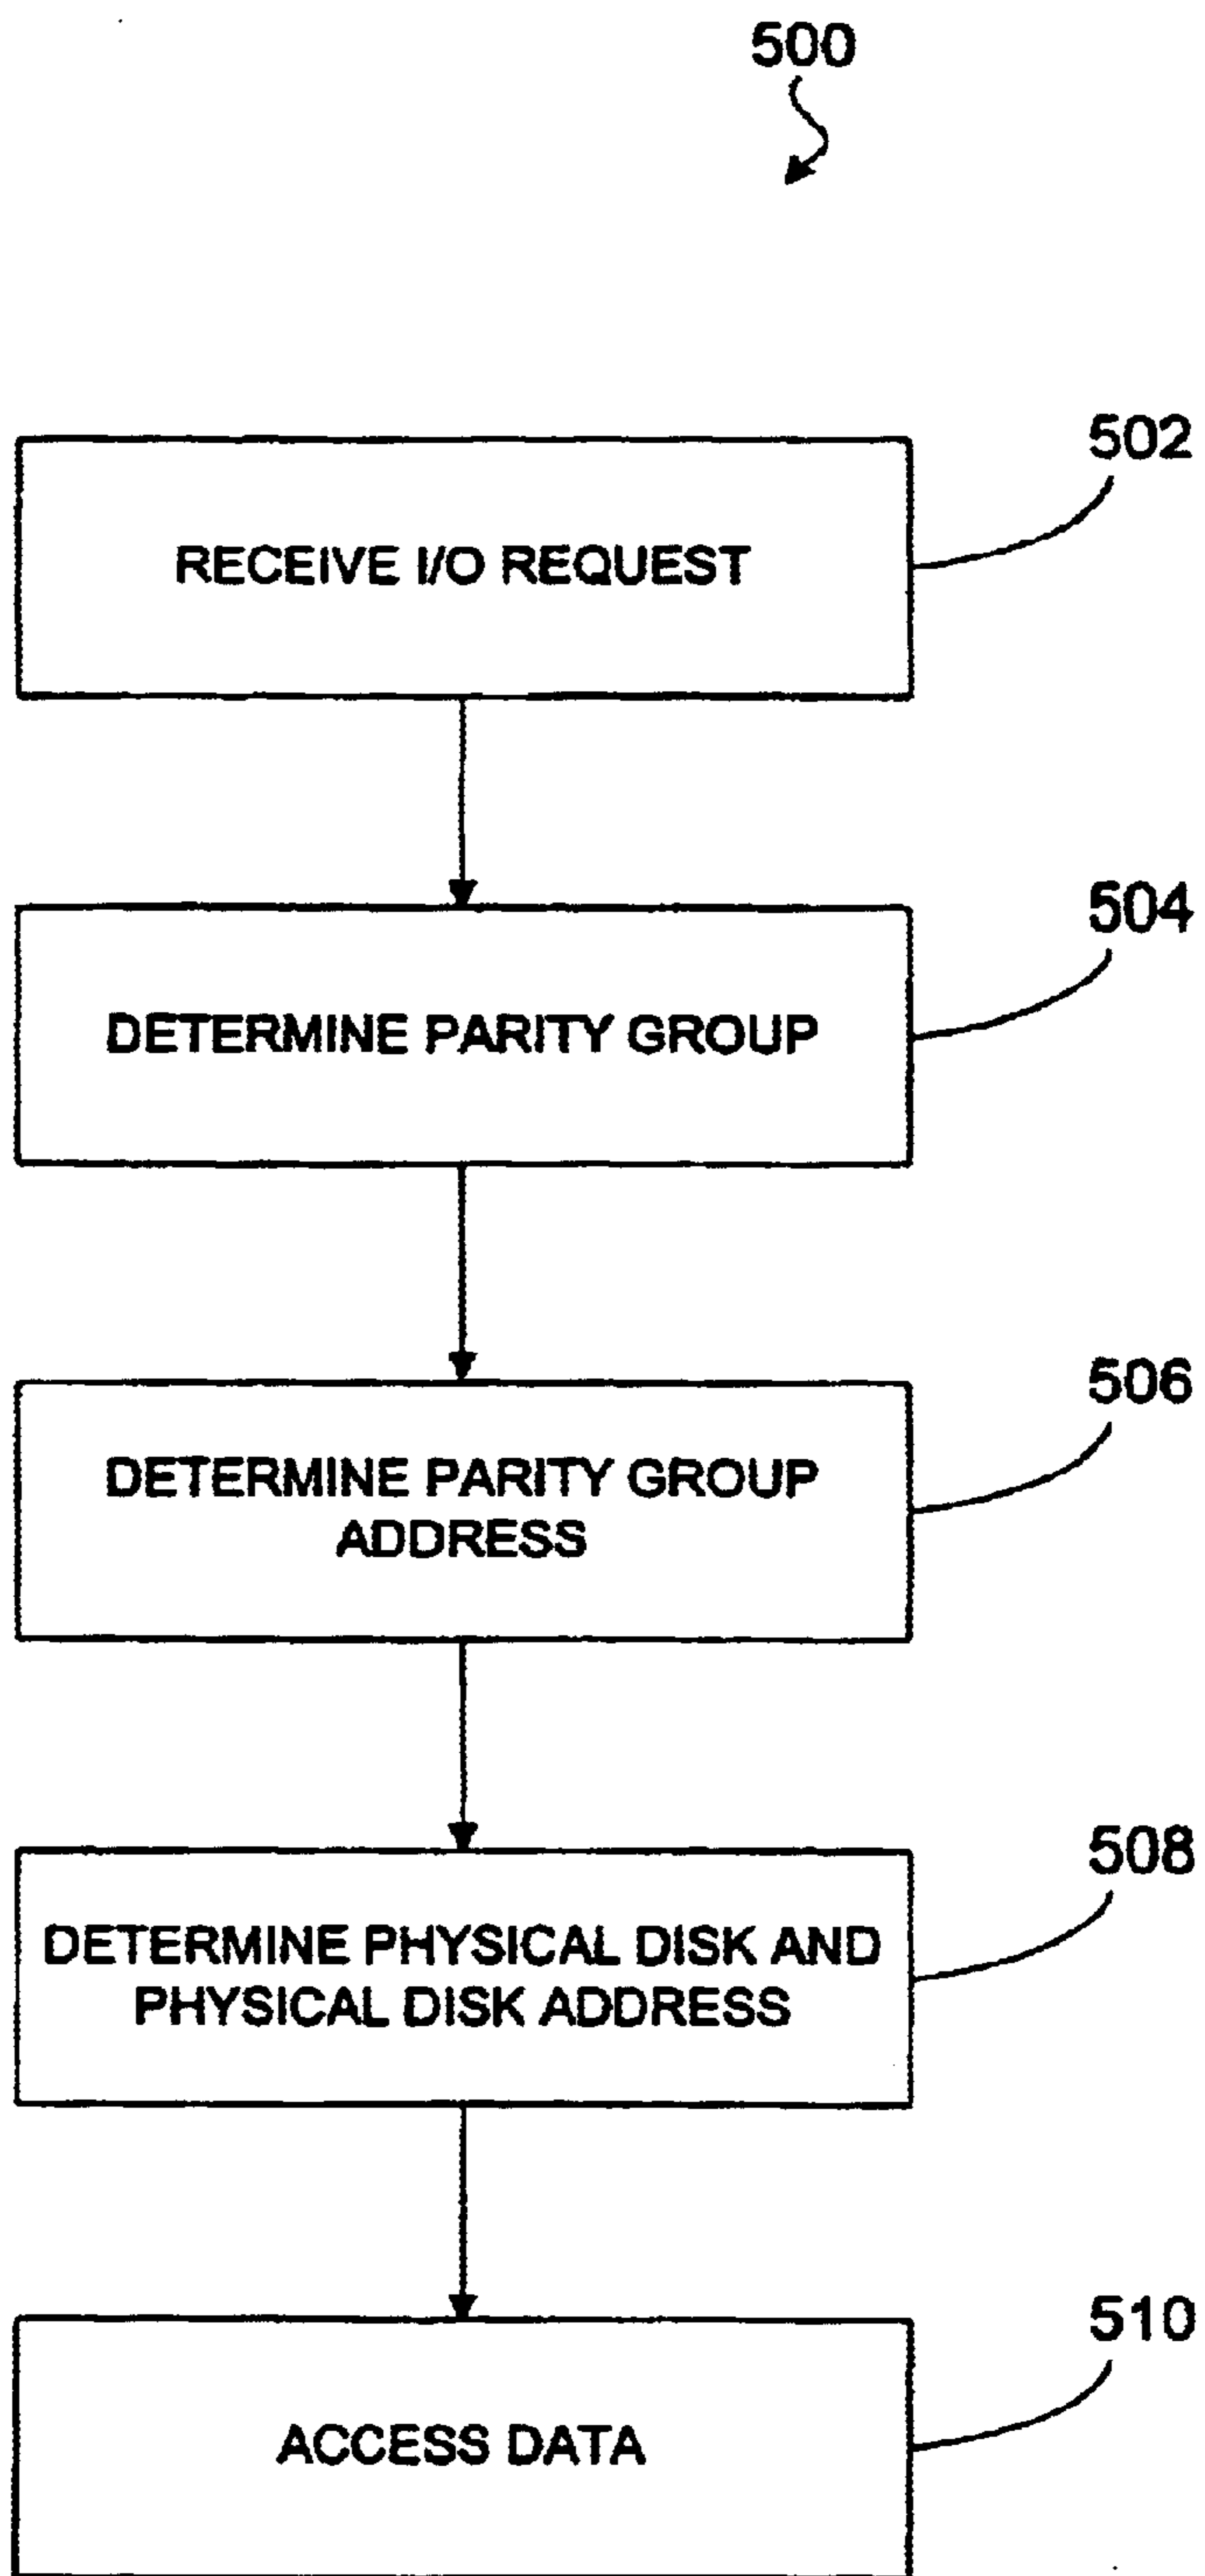 500
502
RECEIVE I/O REQUEST
504
DETERMINE PARITY GROUP
506
DETERMINE PARITY GROUP
ADDRESS
508
DETERMINE PHYSICAL DISK AND
PHYSICAL DISK ADDRESS
510
ACCESS DATA